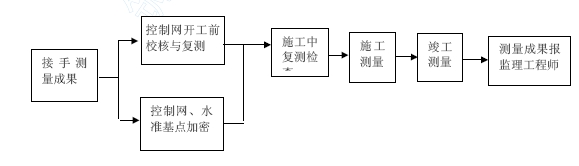 接手测
量成果
控制网开工前
校核与复测
控制网、水
准基点加密
施工中
复测检
施工
测量
竣工
测量
测量成果报
监理工程师